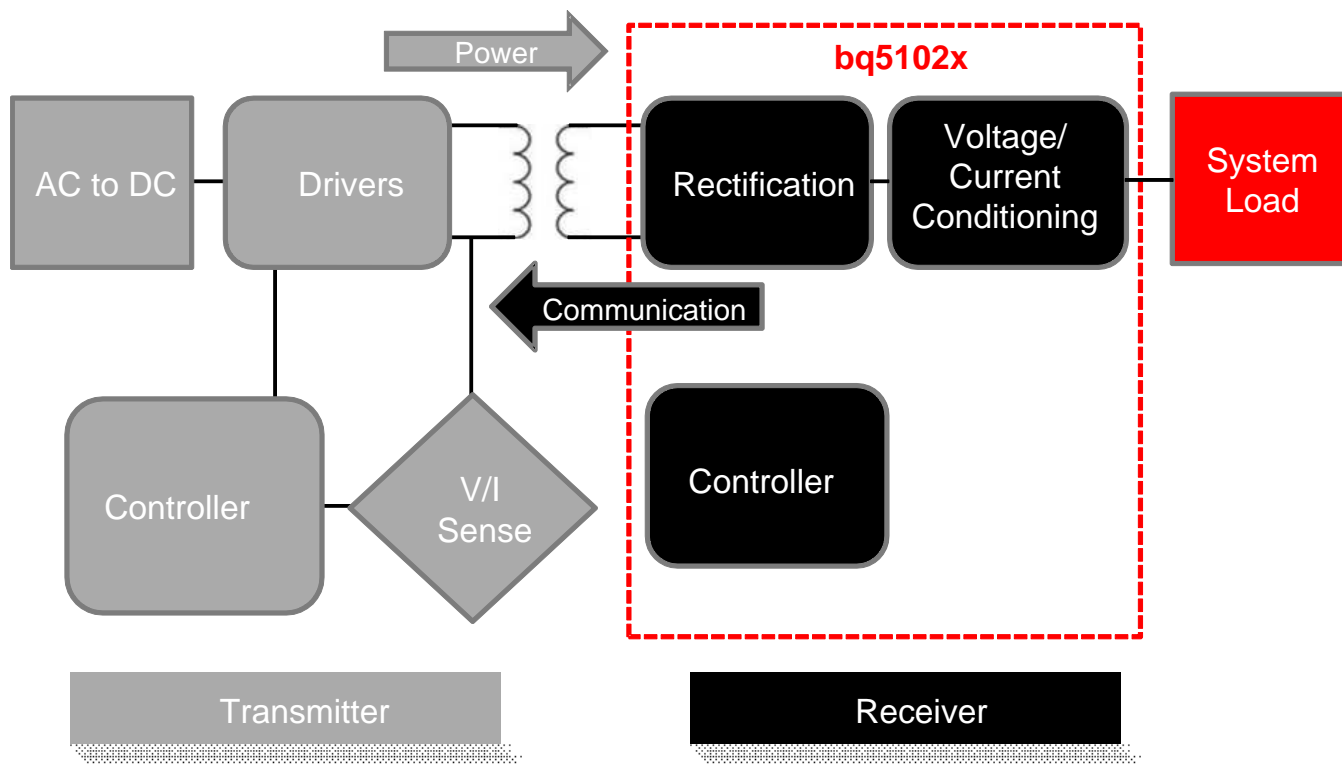 Power
bq5102x
AC to DC
Drivers
Rectification
Voltage/
Current
Conditioning
System
Load
Communication
Controller
V/I
Sense
Controller
Transmitter
Receiver